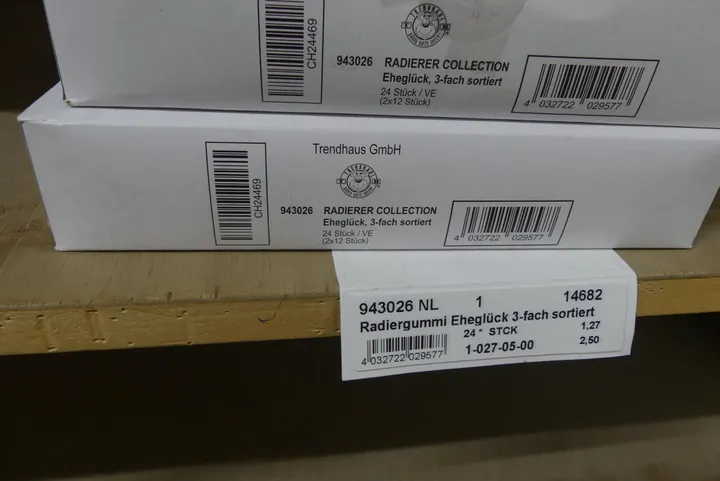 CH24469
TRENDHAUS
943026 RADIERER COLLECTION
Eheglück, 3-fach sortiert
24 Stück / VE
(2x12 Stück)
4 032722 029577
Trendhaus GmbH
TRENDHAUS
CH24469
943026 RADIERER COLLECTION
Eheglück, 3-fach sortiert
24 Stück / VE
(2x12 Stück)
4 032722 029577
943026 NL 1 14682
Radiergummi Eheglück 3-fach sortiert
24 * STCK 1,27
4 032722 029577 1-027-05-00 2,50